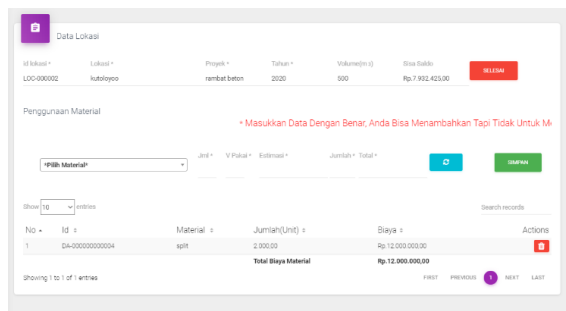 Data Lokasi
Id lokasi * Lokasi * Proyek * Tahun * Volume(m³) Sisa Saldo
LOC-000002 kutoloyoo rambat beton 2020 500 Rp.7.932.425,00 SELESAI
Penggunaan Material
* Masukkan Data Dengan Benar, Anda Bisa Menambahkan Tapi Tidak Untuk M
Jml * V Pakai * Estimasi * Jumlah * Total *
*Pilih Material* SIMPAN
Show 10 entries Search records
No Id Material Jumlah(Unit) Biaya Actions
1 DA-000000000004 split 2.000,00 Rp.12.000.000,00
Total Biaya Material Rp.12.000.000,00
Showing 1 to 1 of 1 entries FIRST PREVIOUS 1 NEXT LAST